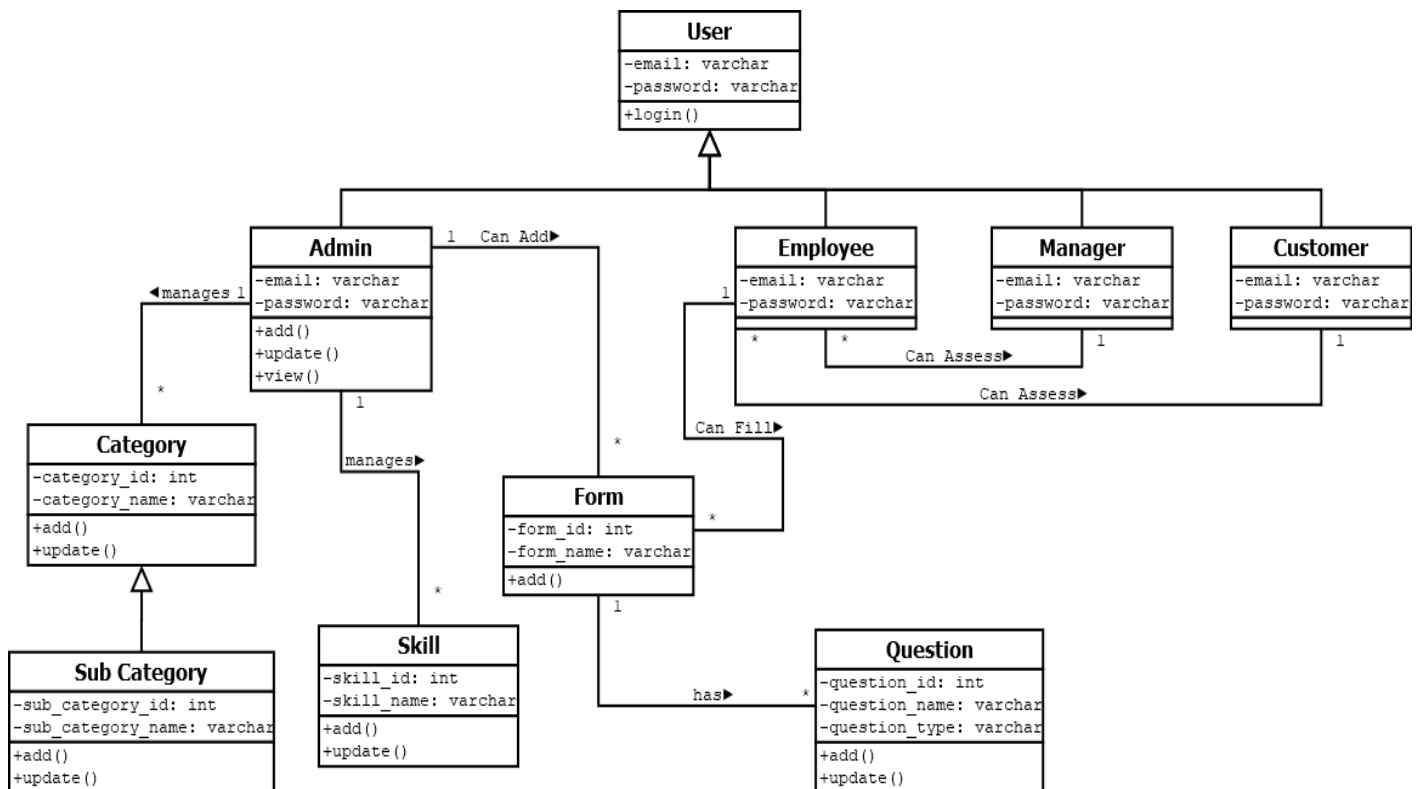 User
-email: varchar
-password: varchar
+login()
Admin
-email: varchar
-password: varchar
+add()
+update()
+view()
1 Can Add▶
Employee
-email: varchar
-password: varchar
Manager
-email: varchar
-password: varchar
Customer
-email: varchar
-password: varchar
◀manages 1
*
1
1
*
*
1
1
Can Assess▶
Can Assess▶
Can Fill▶
*
*
manages▶
*
Category
-category_id: int
-category_name: varchar
+add()
+update()
Form
-form_id: int
-form_name: varchar
+add()
1
has▶
*
Sub Category
-sub_category_id: int
-sub_category_name: varchar
+add()
+update()
Skill
-skill_id: int
-skill_name: varchar
+add()
+update()
Question
-question_id: int
-question_name: varchar
-question_type: varchar
+add()
+update()